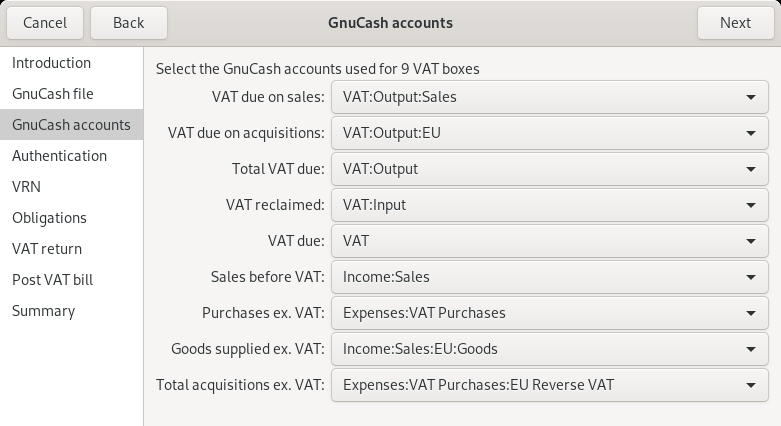 Cancel Back GnuCash accounts Next
Introduction
GnuCash file
GnuCash accounts
Authentication
VRN
Obligations
VAT return
Post VAT bill
Summary
Select the GnuCash accounts used for 9 VAT boxes
VAT due on sales: VAT:Output:Sales
VAT due on acquisitions: VAT:Output:EU
Total VAT due: VAT:Output
VAT reclaimed: VAT:Input
VAT due: VAT
Sales before VAT: Income:Sales
Purchases ex. VAT: Expenses:VAT Purchases
Goods supplied ex. VAT: Income:Sales:EU:Goods
Total acquisitions ex. VAT: Expenses:VAT Purchases:EU Reverse VAT